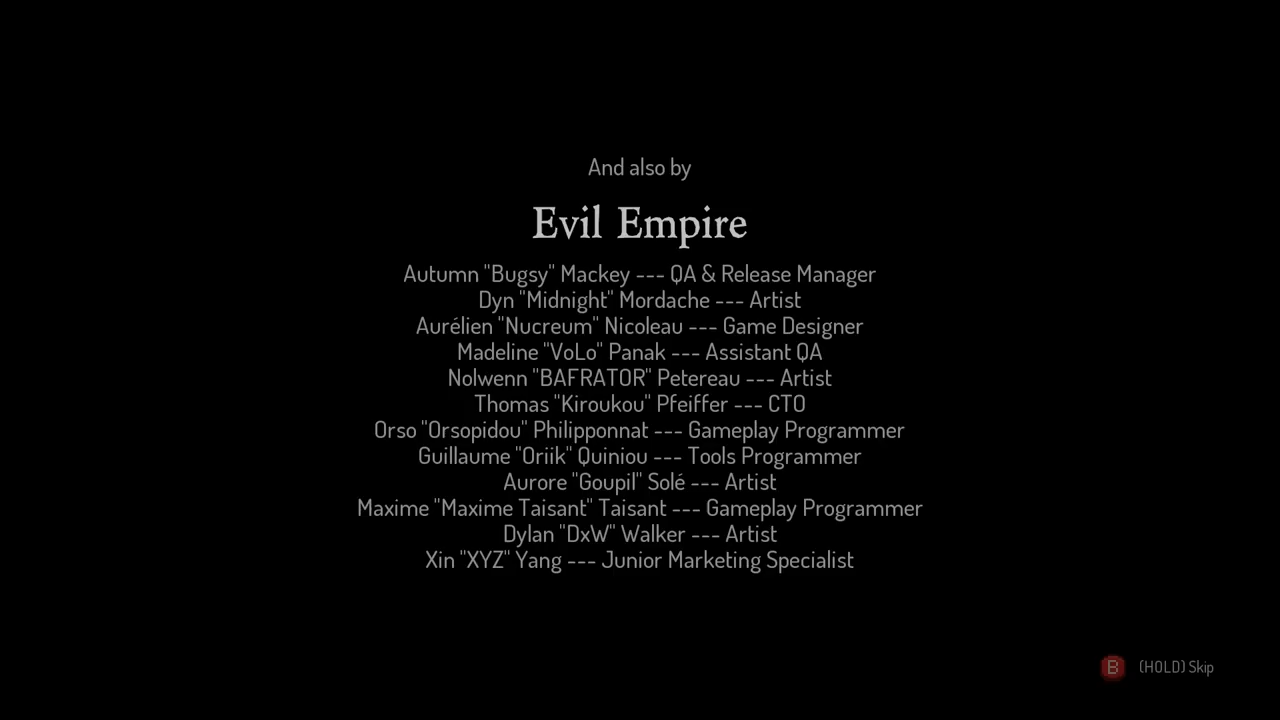 And also by
Evil Empire
Autumn "Bugsy" Mackey --- QA & Release Manager
Dyn "Midnight" Mordache --- Artist
Aurélien "Nucreum" Nicoleau --- Game Designer
Madeline "VoLo" Panak --- Assistant QA
Nolwenn "BAFRATOR" Petereau --- Artist
Thomas "Kiroukou" Pfeiffer --- CTO
Orso "Orsopidou" Philipponnat --- Gameplay Programmer
Guillaume "Oriik" Quiniou --- Tools Programmer
Aurore "Goupil" Solé --- Artist
Maxime "Maxime Taisant" Taisant --- Gameplay Programmer
Dylan "DxW" Walker --- Artist
Xin "XYZ" Yang --- Junior Marketing Specialist
B (HOLD) Skip